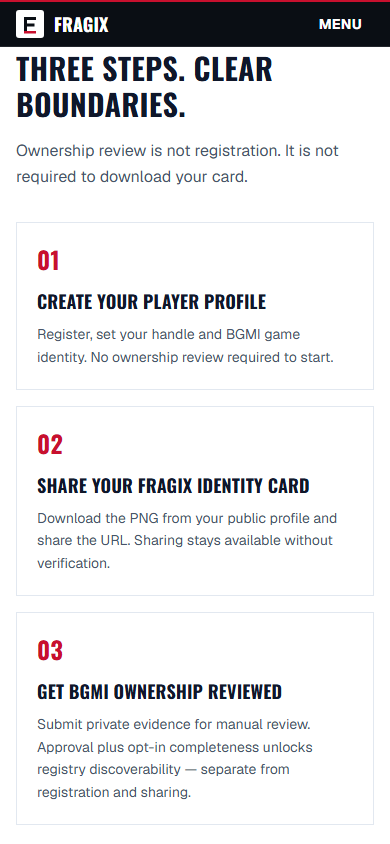 E FRAGIX MENU
THREE STEPS. CLEAR
BOUNDARIES.
Ownership review is not registration. It is not
required to download your card.
01
CREATE YOUR PLAYER PROFILE
Register, set your handle and BGMI game
identity. No ownership review required to start.
02
SHARE YOUR FRAGIX IDENTITY CARD
Download the PNG from your public profile and
share the URL. Sharing stays available without
verification.
03
GET BGMI OWNERSHIP REVIEWED
Submit private evidence for manual review.
Approval plus opt-in completeness unlocks
registry discoverability — separate from
registration and sharing.